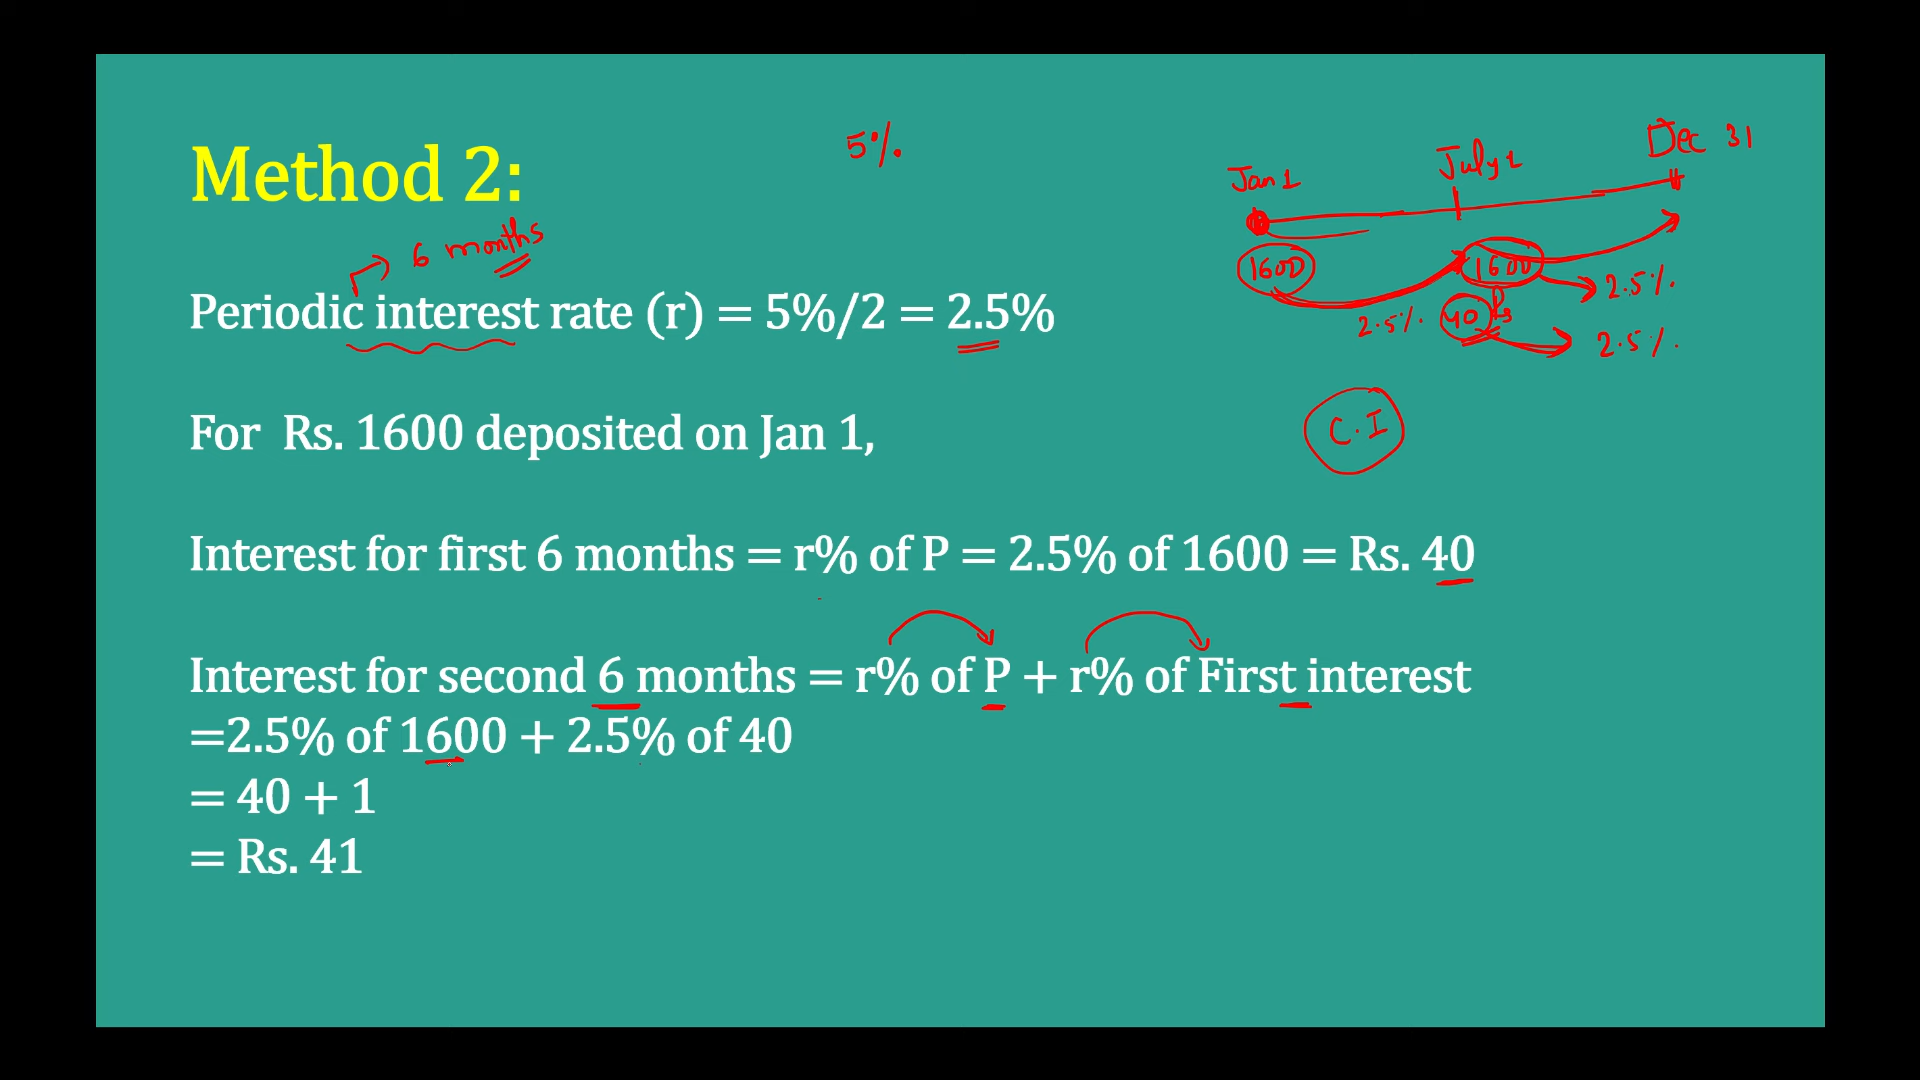 5%.
Dec 31
July 1
Jan 1
Method 2:
6 months
1600
1600
2.5%.
Periodic interest rate (r) = 5%/2 = 2.5%
2.5%.
40 Rs
2.5%.
C.I
For Rs. 1600 deposited on Jan 1,
Interest for first 6 months = r% of P = 2.5% of 1600 = Rs. 40
Interest for second 6 months = r% of P + r% of First interest
=2.5% of 1600 + 2.5% of 40
= 40 + 1
= Rs. 41